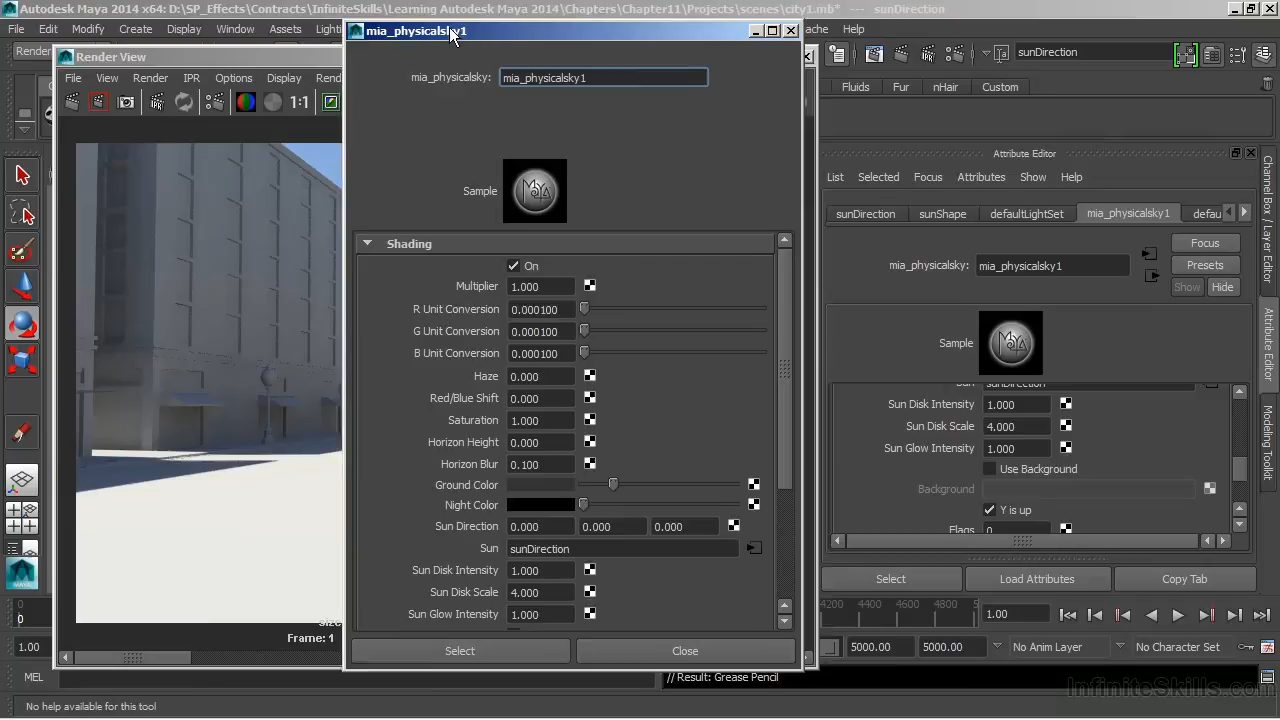 Autodesk Maya 2014 x64: D:\SP_Effects\Contracts\InfiniteSkills\Learning Autodesk Maya 2014\Chapters\Chapter11\Projects\scenes\city1.mb* --- sunDirection
File Edit Modify Create Display Window Assets
Help
mia_physicalsky1
Render View
File View Render IPR Options Display
1:1
mia_physicalsky: mia_physicalsky1
Sample
Shading
On
Multiplier 1.000
R Unit Conversion 0.000100
G Unit Conversion 0.000100
B Unit Conversion 0.000100
Haze 0.000
Red/Blue Shift 0.000
Saturation 1.000
Horizon Height 0.000
Horizon Blur 0.100
Ground Color
Night Color
Sun Direction 0.000 0.000 0.000
Sun sunDirection
Sun Disk Intensity 1.000
Sun Disk Scale 4.000
Sun Glow Intensity 1.000
Select Close
Frame: 1
sunDirection
Fluids Fur nHair Custom
Attribute Editor
List Selected Focus Attributes Show Help
sunDirection sunShape defaultLightSet mia_physicalsky1 defau
Focus
mia_physicalsky: mia_physicalsky1 Presets
Show Hide
Sample
sunDirection
Sun Disk Intensity 1.000
Sun Disk Scale 4.000
Sun Glow Intensity 1.000
Use Background
Background
Y is up
Flags 0
Select Load Attributes Copy Tab
Channel Box / Layer Editor
Attribute Editor
Modeling Toolkit
0
0
4200 4400 4600 4800 5
1.00
1.00
5000.00 5000.00 No Anim Layer No Character Set
MEL // Result: Grease Pencil
No help available for this tool
InfiniteSkills.com